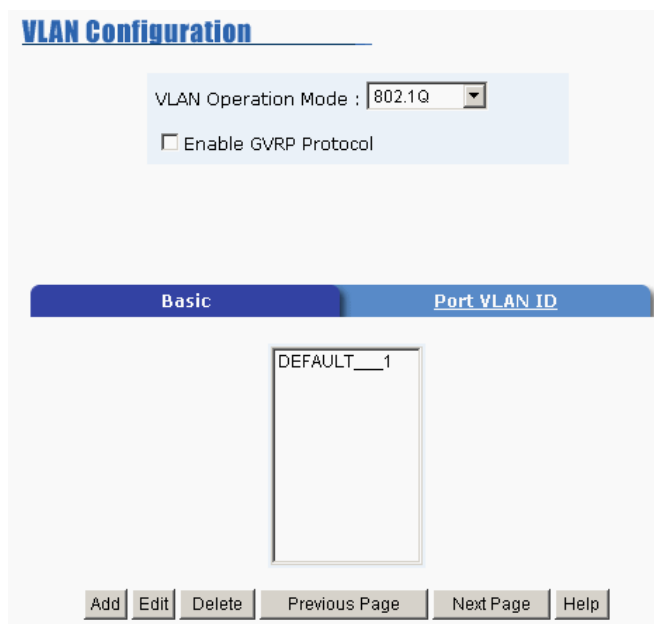 VLAN Configuration
VLAN Operation Mode : 802.1Q
Enable GVRP Protocol
Basic Port VLAN ID
DEFAULT___1
Add Edit Delete Previous Page Next Page Help